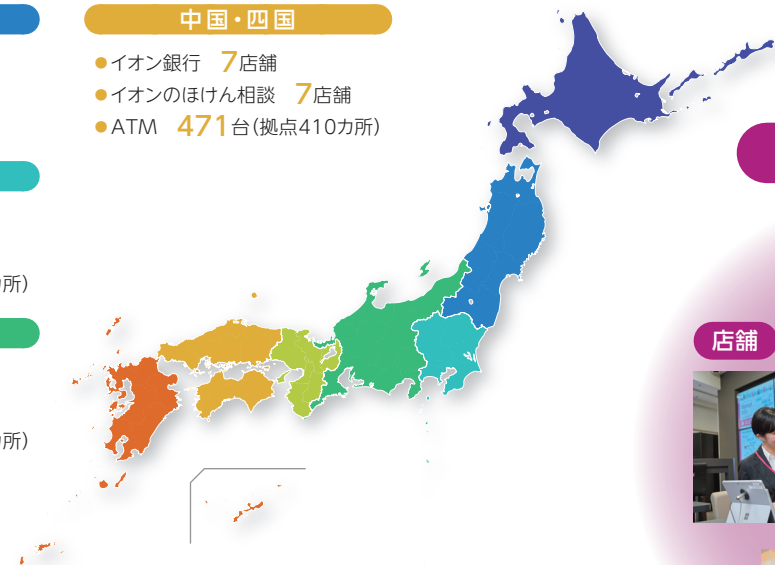 中国・四国
●イオン銀行 7店舗
●イオンのほけん相談 7店舗
●ATM 471台(拠点410カ所)
所)
所)
店舗